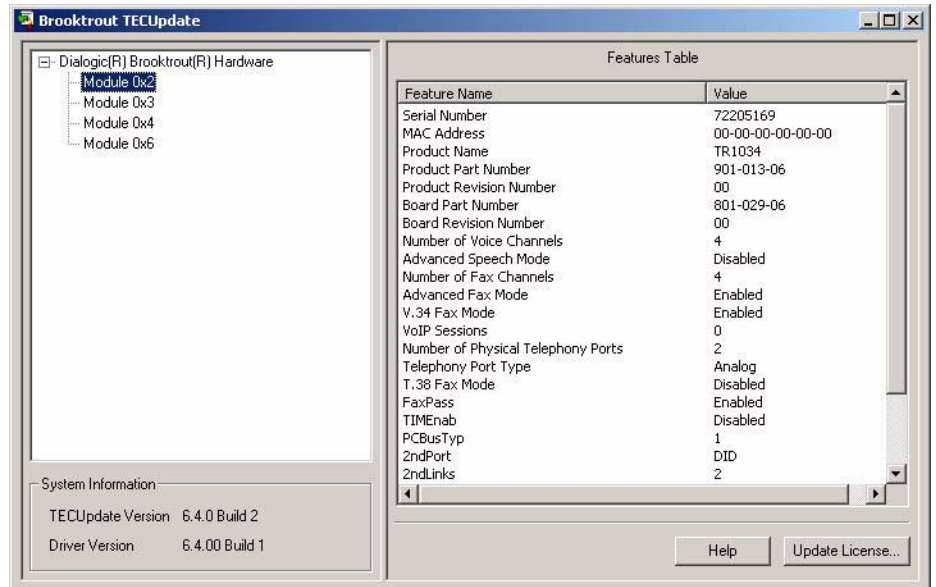 Brooktrout TECUpdate
Dialogic(R) Brooktrout(R) Hardware
Module 0x2
Module 0x3
Module 0x4
Module 0x6
System Information
TECUpdate Version 6.4.0 Build 2
Driver Version 6.4.00 Build 1
Features Table
Feature Name Value
Serial Number 72205169
MAC Address 00-00-00-00-00-00
Product Name TR1034
Product Part Number 901-013-06
Product Revision Number 00
Board Part Number 801-029-06
Board Revision Number 00
Number of Voice Channels 4
Advanced Speech Mode Disabled
Number of Fax Channels 4
Advanced Fax Mode Enabled
V.34 Fax Mode Enabled
VoIP Sessions 0
Number of Physical Telephony Ports 2
Telephony Port Type Analog
T.38 Fax Mode Disabled
FaxPass Enabled
TIMEnab Disabled
PCBusTyp 1
2ndPort DID
2ndLinks 2
Help Update License...